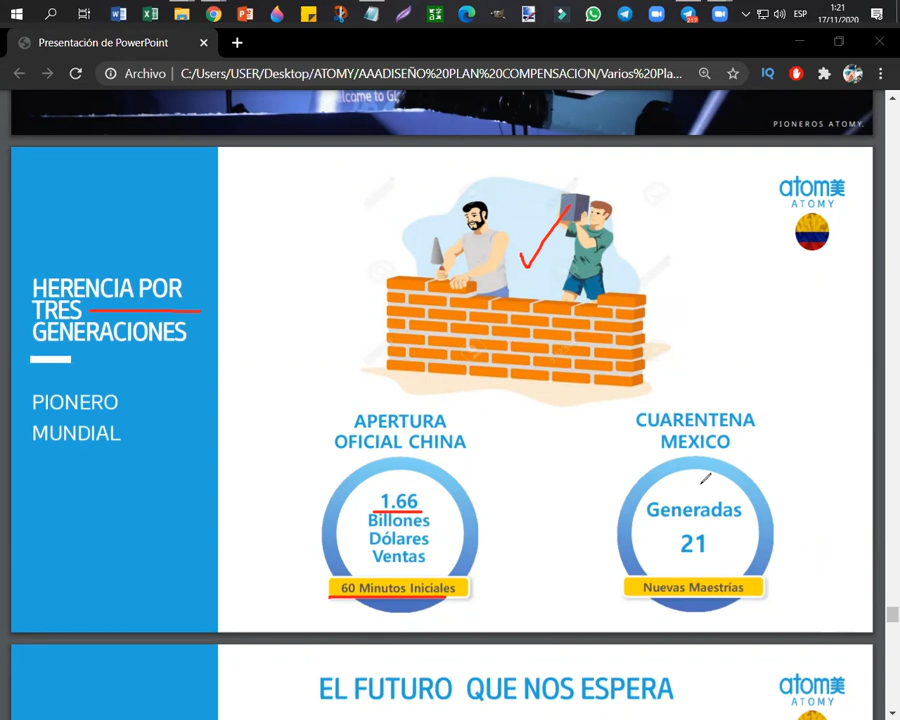 ESP
1:21
17/11/2020
Presentación de PowerPoint
Archivo
C:/Users/USER/Desktop/ATOMY/AAADISEÑO%20PLAN%20COMPENSACION/Varios%20Pla...
IQ
elcome to Gl
PIONEROS ATOMY.
atom美
ATOMY
HERENCIA POR
TRES
GENERACIONES
PIONERO
MUNDIAL
APERTURA
OFICIAL CHINA
1.66
Billones
Dólares
Ventas
60 Minutos Iniciales
CUARENTENA
MEXICO
Generadas
21
Nuevas Maestrías
EL FUTURO QUE NOS ESPERA
atom美
ATOMY